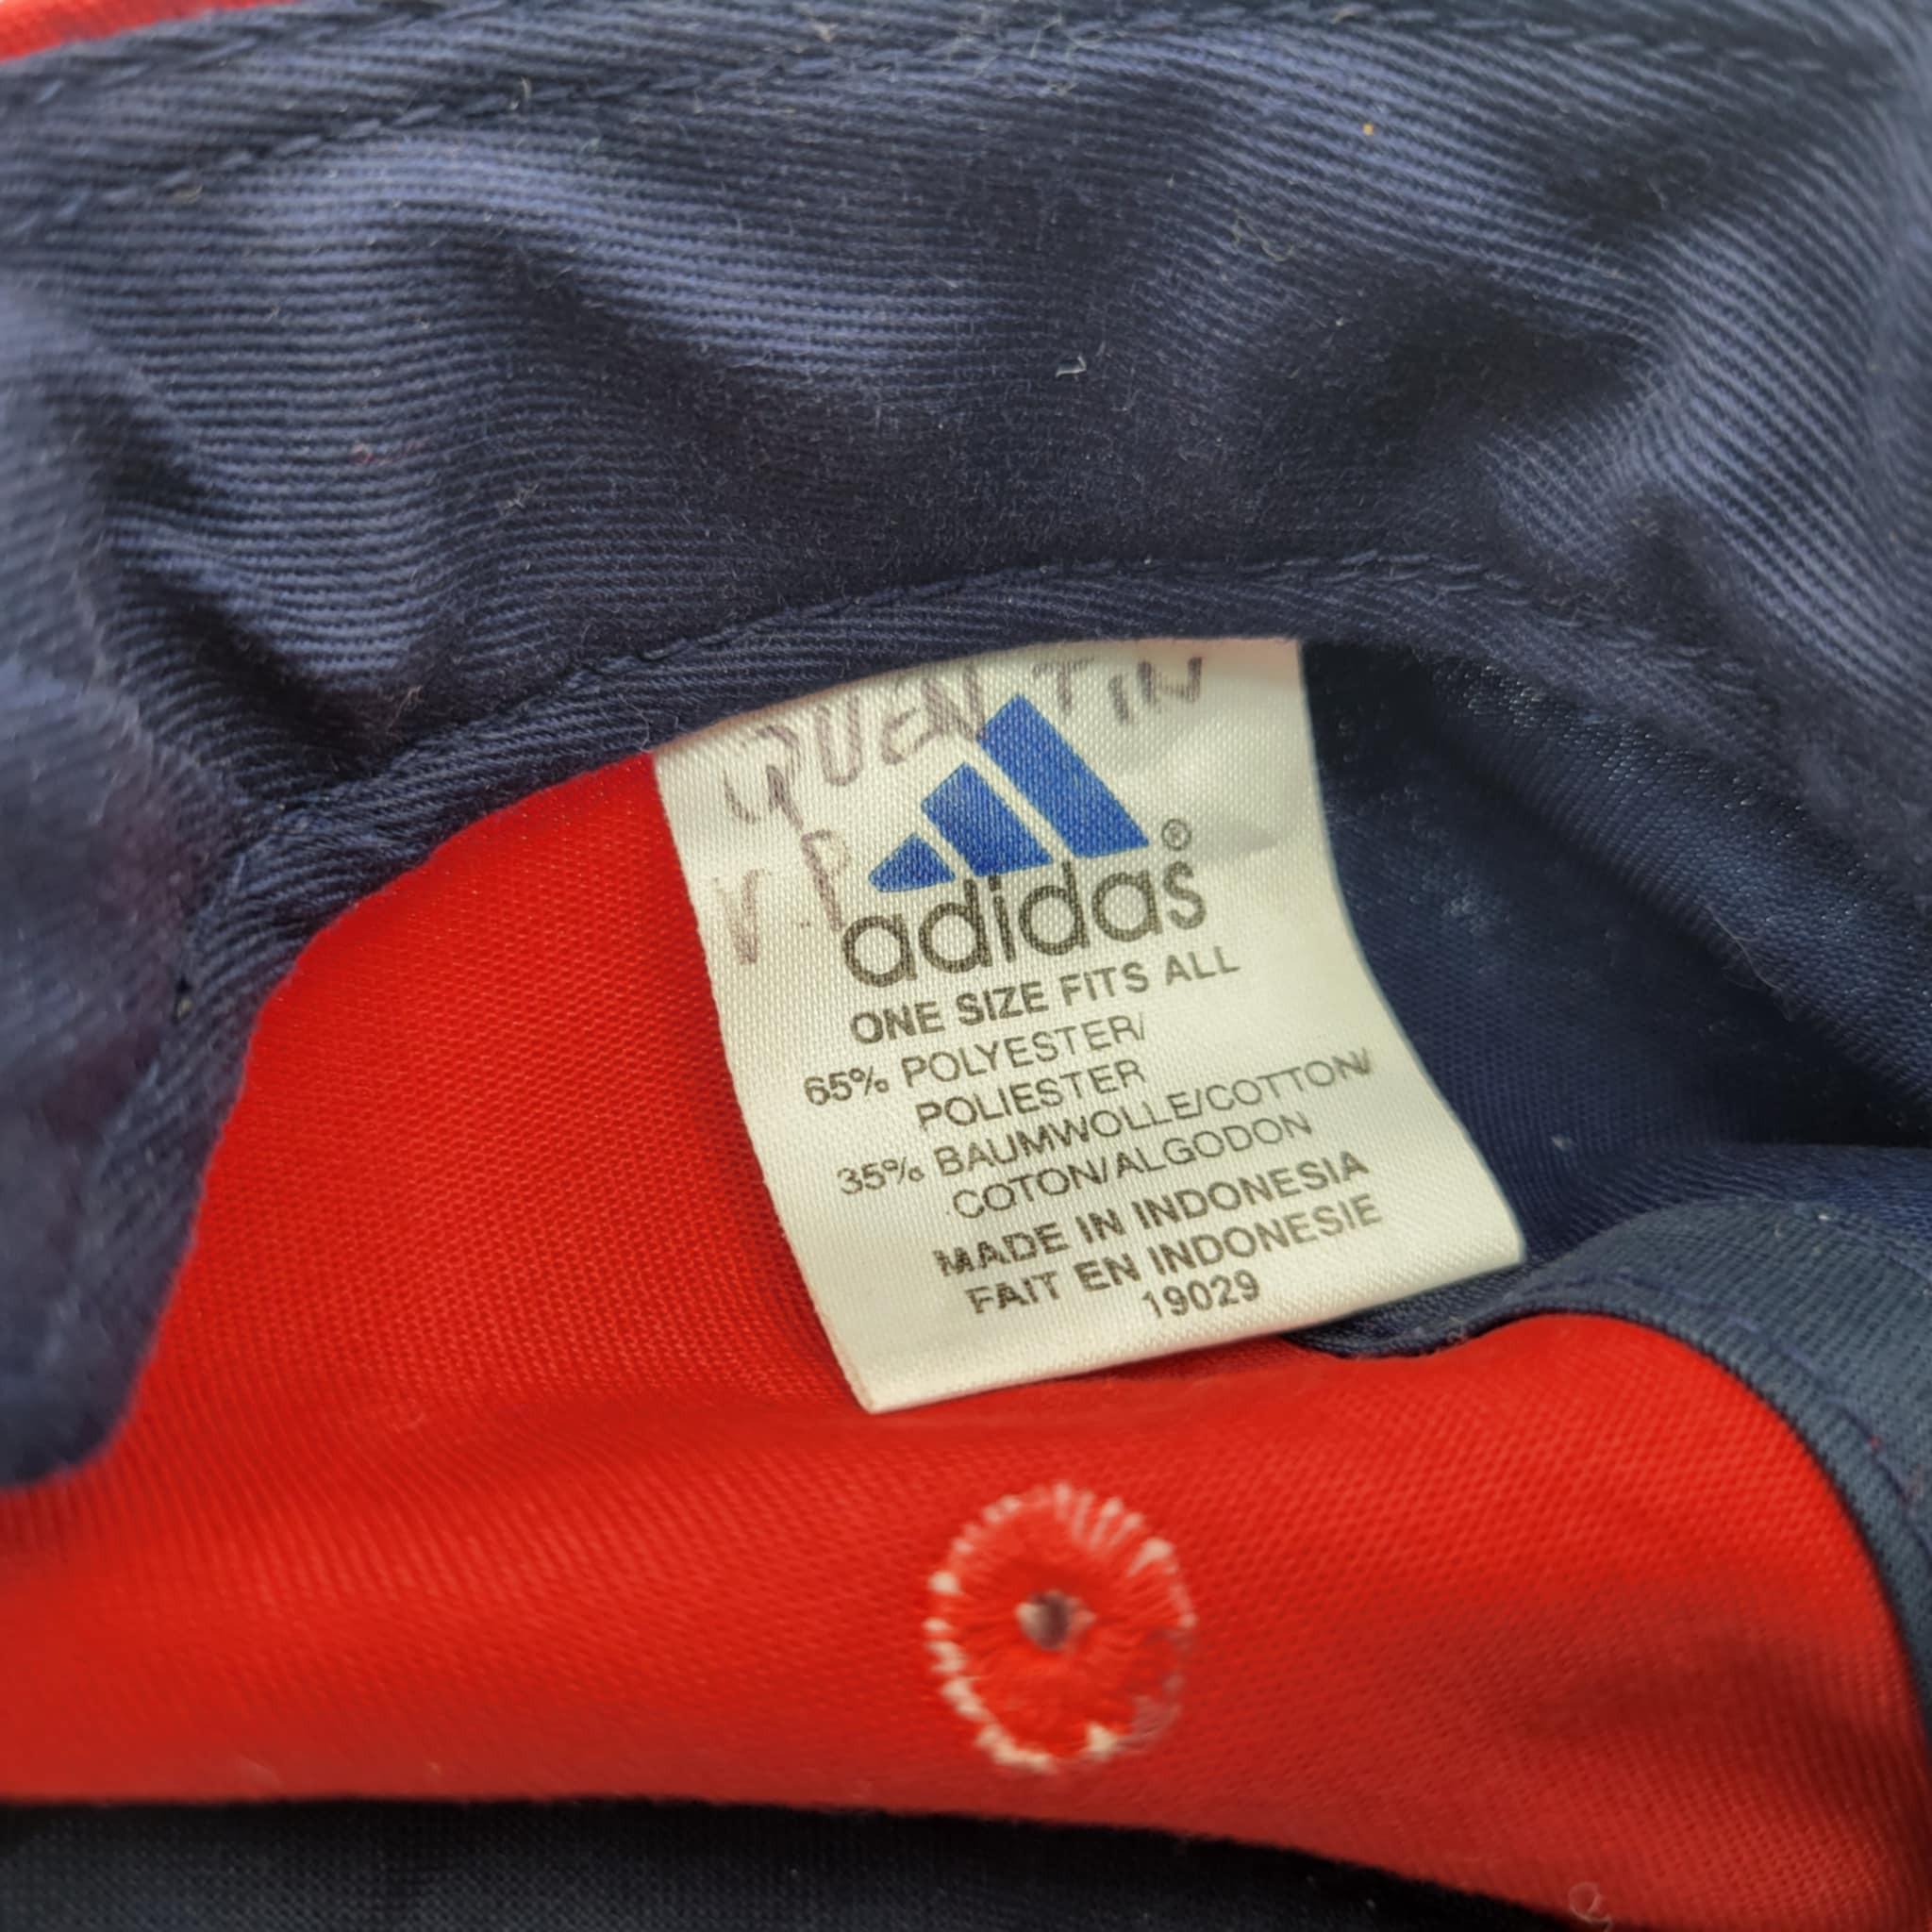 QUENTIN
V.P
adidas®
ONE SIZE FITS ALL
65% POLYESTER/
POLIESTER
35% BAUMWOLLE/COTTON/
COTON/ALGODON
MADE IN INDONESIA
FAIT EN INDONESIE
19029